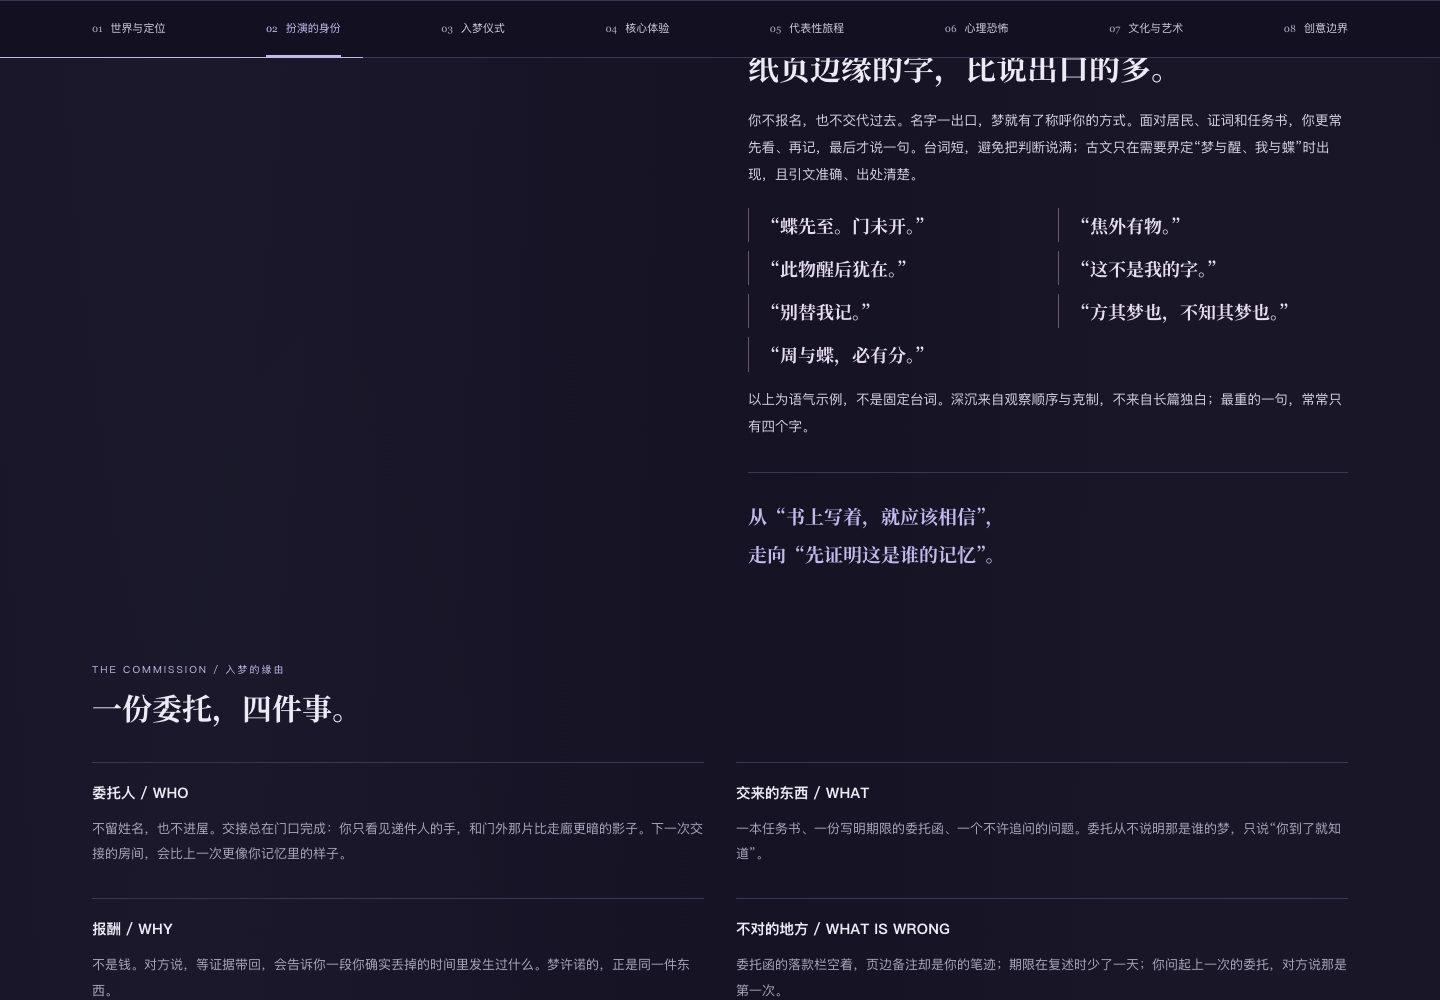 01 世界与定位
02 扮演的身份
03 入梦仪式
04 核心体验
05 代表性旅程
06 心理恐怖
07 文化与艺术
08 创意边界
纸页边缘的字，比说出口的多。
你不报名，也不交代过去。名字一出口，梦就有了称呼你的方式。面对居民、证词和任务书，你更常
先看、再记，最后才说一句。台词短，避免把判断说满；古文只在需要界定“梦与醒、我与蝶”时出
现，且引文准确、出处清楚。
“蝶先至。门未开。”
“焦外有物。”
“此物醒后犹在。”
“这不是我的字。”
“别替我记。”
“方其梦也，不知其梦也。”
“周与蝶，必有分。”
以上为语气示例，不是固定台词。深沉来自观察顺序与克制，不来自长篇独白；最重的一句，常常只
有四个字。
从“书上写着，就应该相信”，
走向“先证明这是谁的记忆”。
THE COMMISSION / 入梦的缘由
一份委托，四件事。
委托人 / WHO
不留姓名，也不进屋。交接总在门口完成：你只看见递件人的手，和门外那片比走廊更暗的影子。下一次交
接的房间，会比上一次更像你记忆里的样子。
交来的东西 / WHAT
一本任务书、一份写明期限的委托函、一个不许追问的问题。委托从不说明那是谁的梦，只说“你到了就知
道”。
报酬 / WHY
不是钱。对方说，等证据带回，会告诉你一段你确实丢掉的时间里发生过什么。梦许诺的，正是同一件东
西。
不对的地方 / WHAT IS WRONG
委托函的落款栏空着，页边备注却是你的笔迹；期限在复述时少了一天；你问起上一次的委托，对方说那是
第一次。